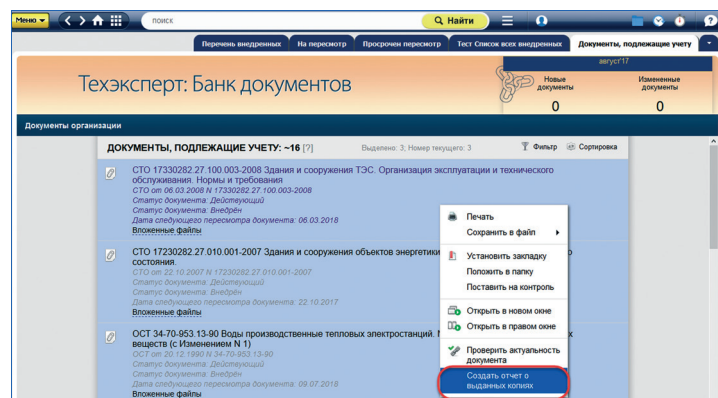 Меню
поиск
Найти
Перечень внедренных На пересмотр Просрочен пересмотр Тест Список всех внедренных Документы, подлежащие учету
август'17
Техэксперт: Банк документов
Новые документы
Измененные документы
0 0
Документы организации
ДОКУМЕНТЫ, ПОДЛЕЖАЩИЕ УЧЕТУ: ~16 [?] Выделено: 3; Номер текущего: 3 Фильтр Сортировка
СТО 17330282.27.100.003-2008 Здания и сооружения ТЭС. Организация эксплуатации и технического
обслуживания. Нормы и требования
СТО от 06.03.2008 N 17330282.27.100.003-2008
Статус документа: Действующий
Статус документа: Внедрён
Дата следующего пересмотра документа: 06.03.2018
Вложенные файлы
СТО 17230282.27.010.001-2007 Здания и сооружения объектов энергетики
состояния.
СТО от 22.10.2007 N 17230282.27.010.001-2007
Статус документа: Действующий
Статус документа: Внедрён
Дата следующего пересмотра документа: 22.10.2017
Вложенные файлы
ОСТ 34-70-953.13-90 Воды производственные тепловых электростанций.
веществ (с Изменением N 1)
ОСТ от 20.12.1990 N 34-70-953.13-90
Статус документа: Действующий
Статус документа: Внедрён
Дата следующего пересмотра документа: 09.07.2018
Вложенные файлы
Печать
Сохранить в файл
Установить закладку
Положить в папку
Поставить на контроль
Открыть в новом окне
Открыть в правом окне
Проверить актуальность
документа
Создать отчет о
выданных копиях